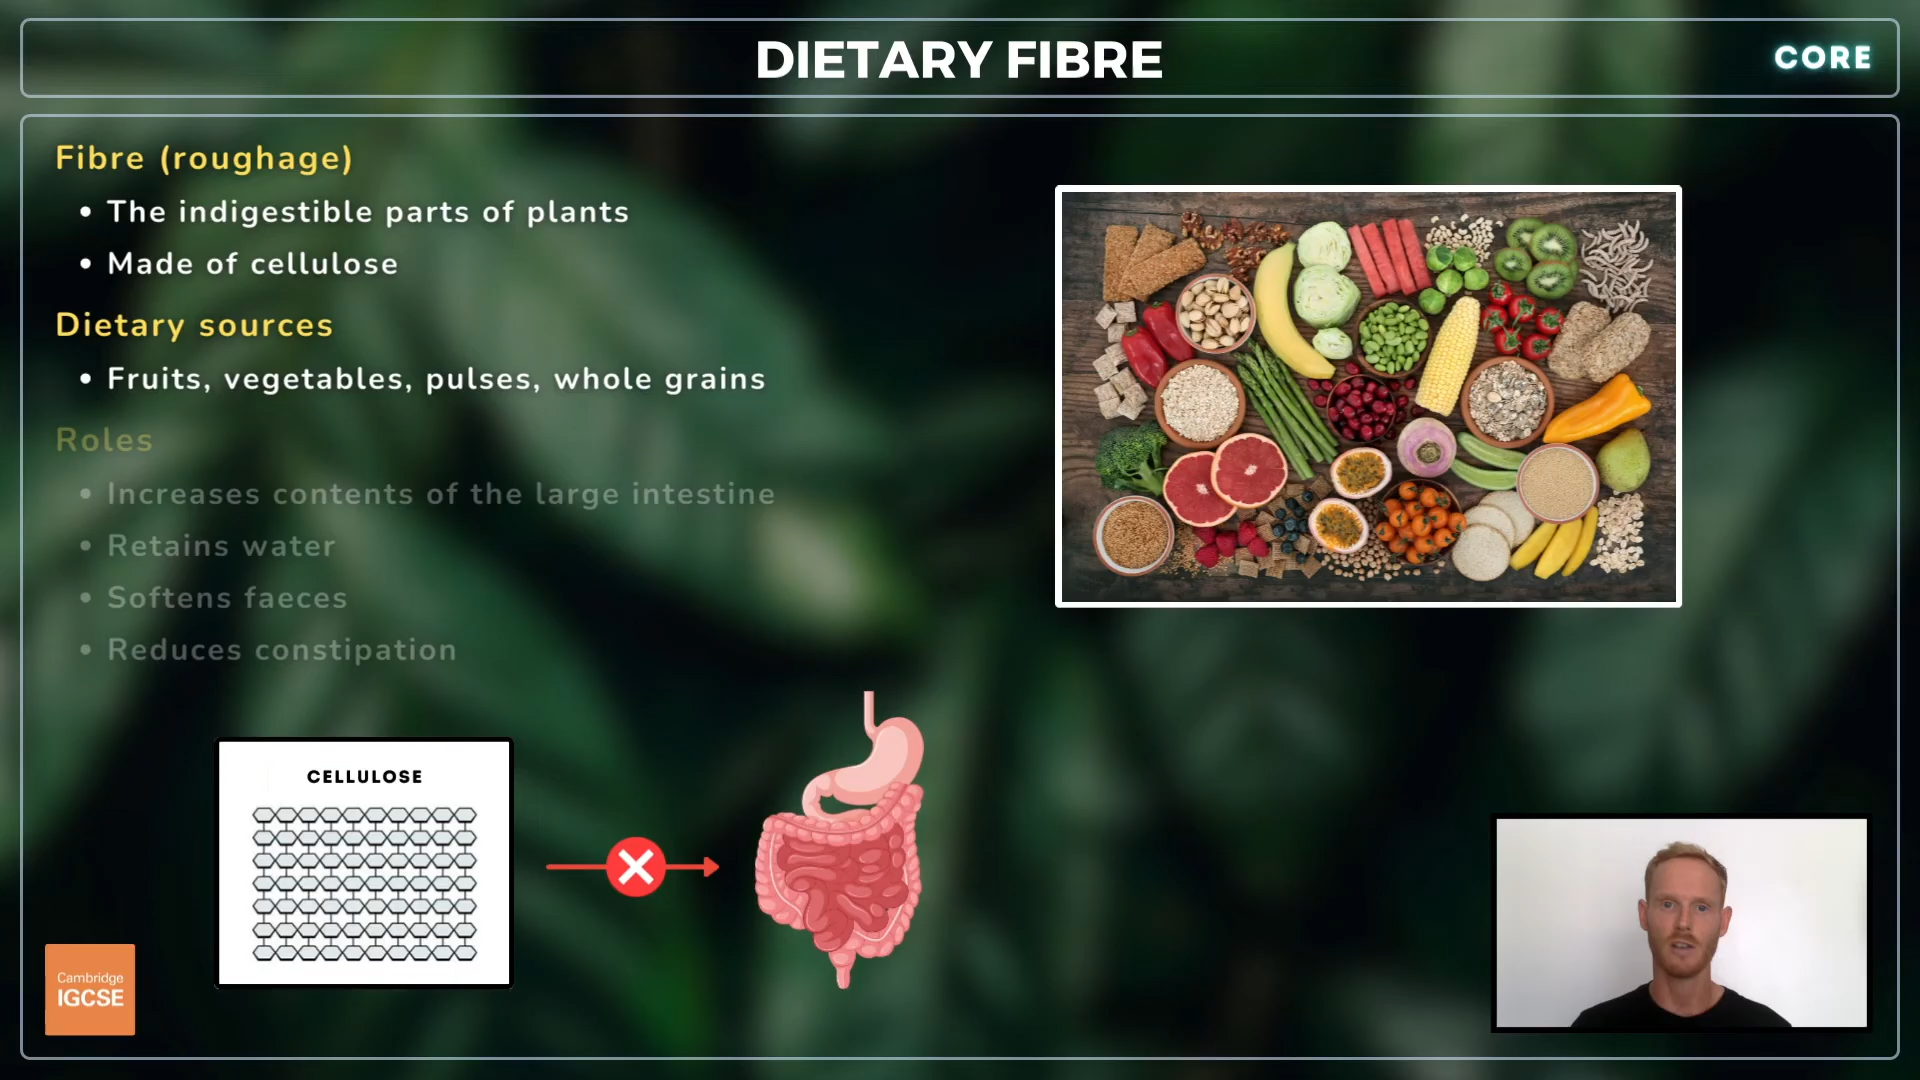 DIETARY FIBRE
CORE
Fibre (roughage)
• The indigestible parts of plants
• Made of cellulose
Dietary sources
• Fruits, vegetables, pulses, whole grains
Roles
• Increases contents of the large intestine
• Retains water
• Softens faeces
• Reduces constipation
CELLULOSE
Cambridge
IGCSE